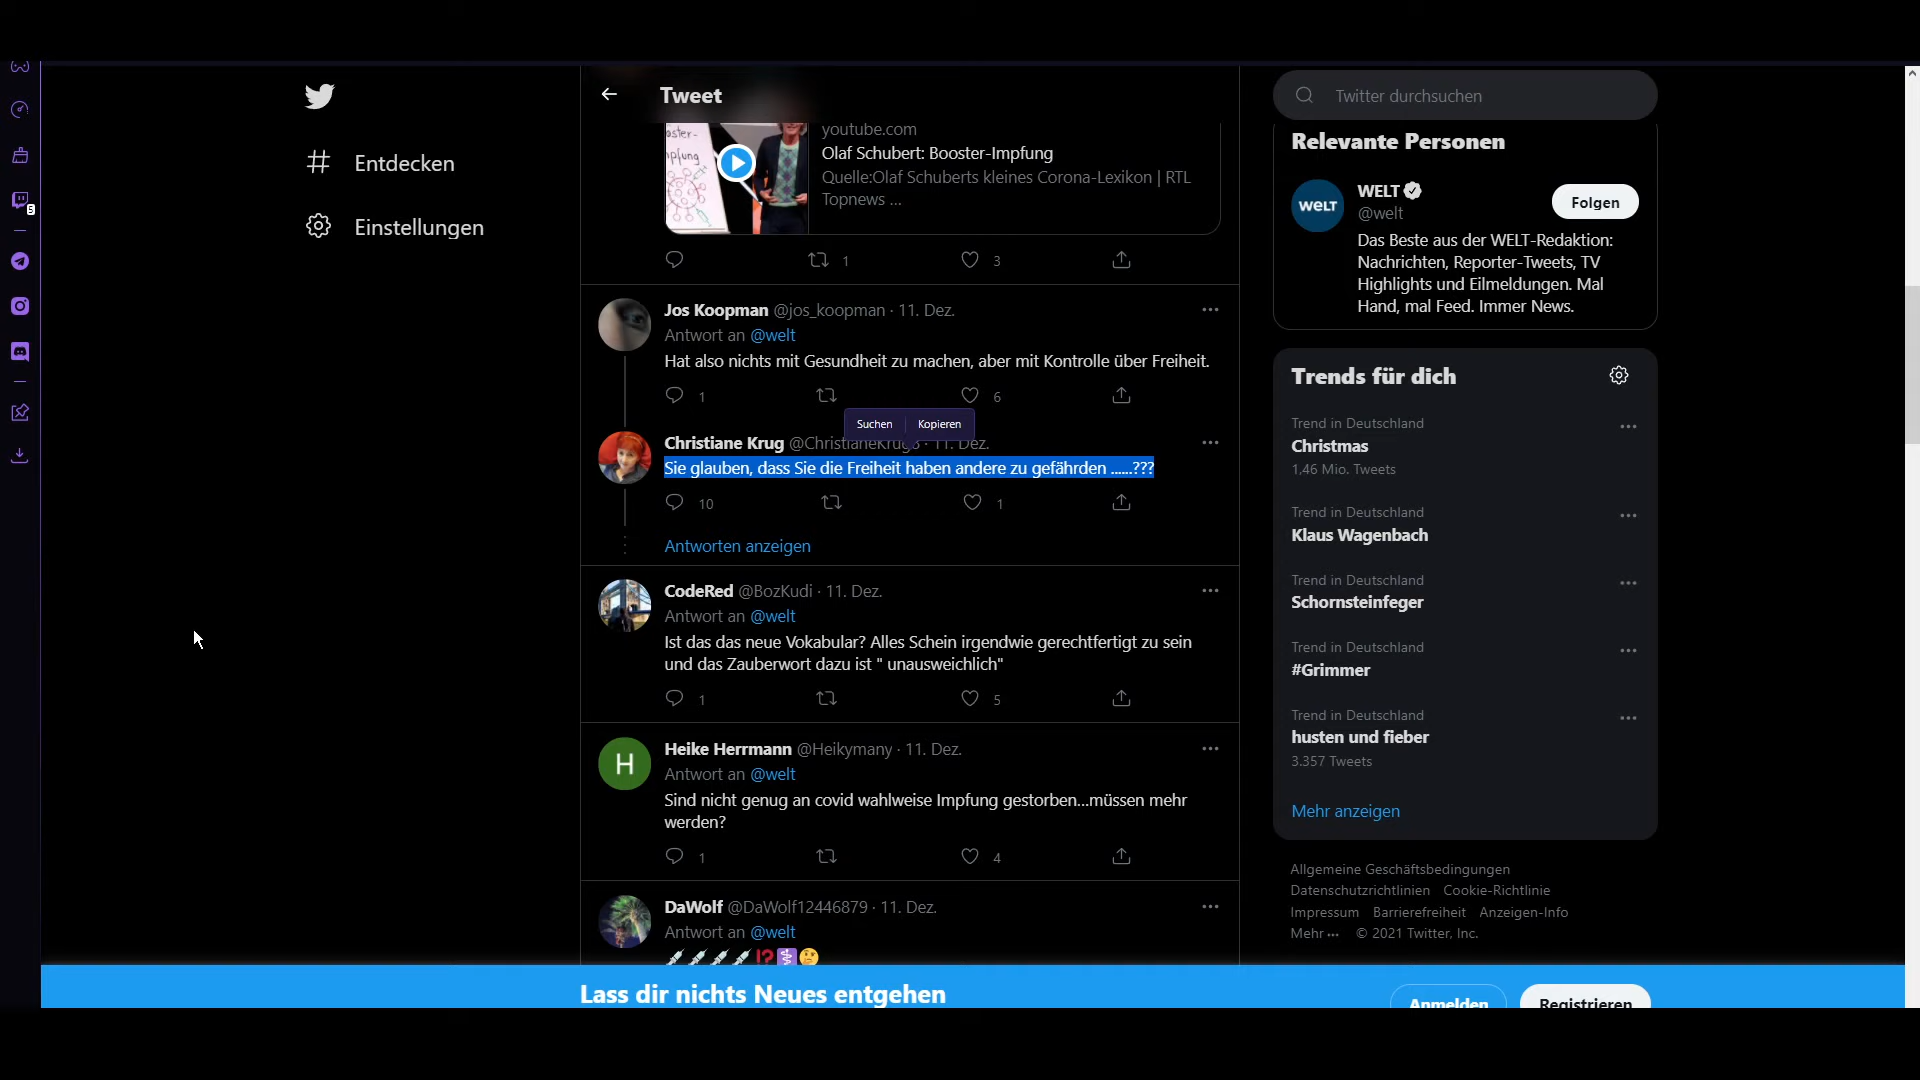 Tweet
Twitter durchsuchen
Entdecken
Einstellungen
5
youtube.com
Olaf Schubert: Booster-Impfung
Quelle:Olaf Schuberts kleines Corona-Lexikon | RTL
Topnews ...
1
3
Jos Koopman @jos_koopman · 11. Dez.
Antwort an @welt
Hat also nichts mit Gesundheit zu machen, aber mit Kontrolle über Freiheit.
1
6
Suchen
Kopieren
Christiane Krug
11. Dez.
Sie glauben, dass Sie die Freiheit haben andere zu gefährden ......???
10
1
Antworten anzeigen
CodeRed @BozKudi · 11. Dez.
Antwort an @welt
Ist das das neue Vokabular? Alles Schein irgendwie gerechtfertigt zu sein
und das Zauberwort dazu ist " unausweichlich"
1
5
H
Heike Herrmann @Heikymany · 11. Dez.
Antwort an @welt
Sind nicht genug an covid wahlweise Impfung gestorben...müssen mehr
werden?
1
4
DaWolf @DaWolf12446879 · 11. Dez.
Antwort an @welt
Relevante Personen
WELT
WELT
@welt
Folgen
Das Beste aus der WELT-Redaktion:
Nachrichten, Reporter-Tweets, TV
Highlights und Eilmeldungen. Mal
Hand, mal Feed. Immer News.
Trends für dich
Trend in Deutschland
Christmas
1,46 Mio. Tweets
Trend in Deutschland
Klaus Wagenbach
Trend in Deutschland
Schornsteinfeger
Trend in Deutschland
#Grimmer
Trend in Deutschland
husten und fieber
3.357 Tweets
Mehr anzeigen
Allgemeine Geschäftsbedingungen
Datenschutzrichtlinien Cookie-Richtlinie
Impressum Barrierefreiheit Anzeigen-Info
Mehr ··· © 2021 Twitter, Inc.
Lass dir nichts Neues entgehen
Anmelden
Registrieren